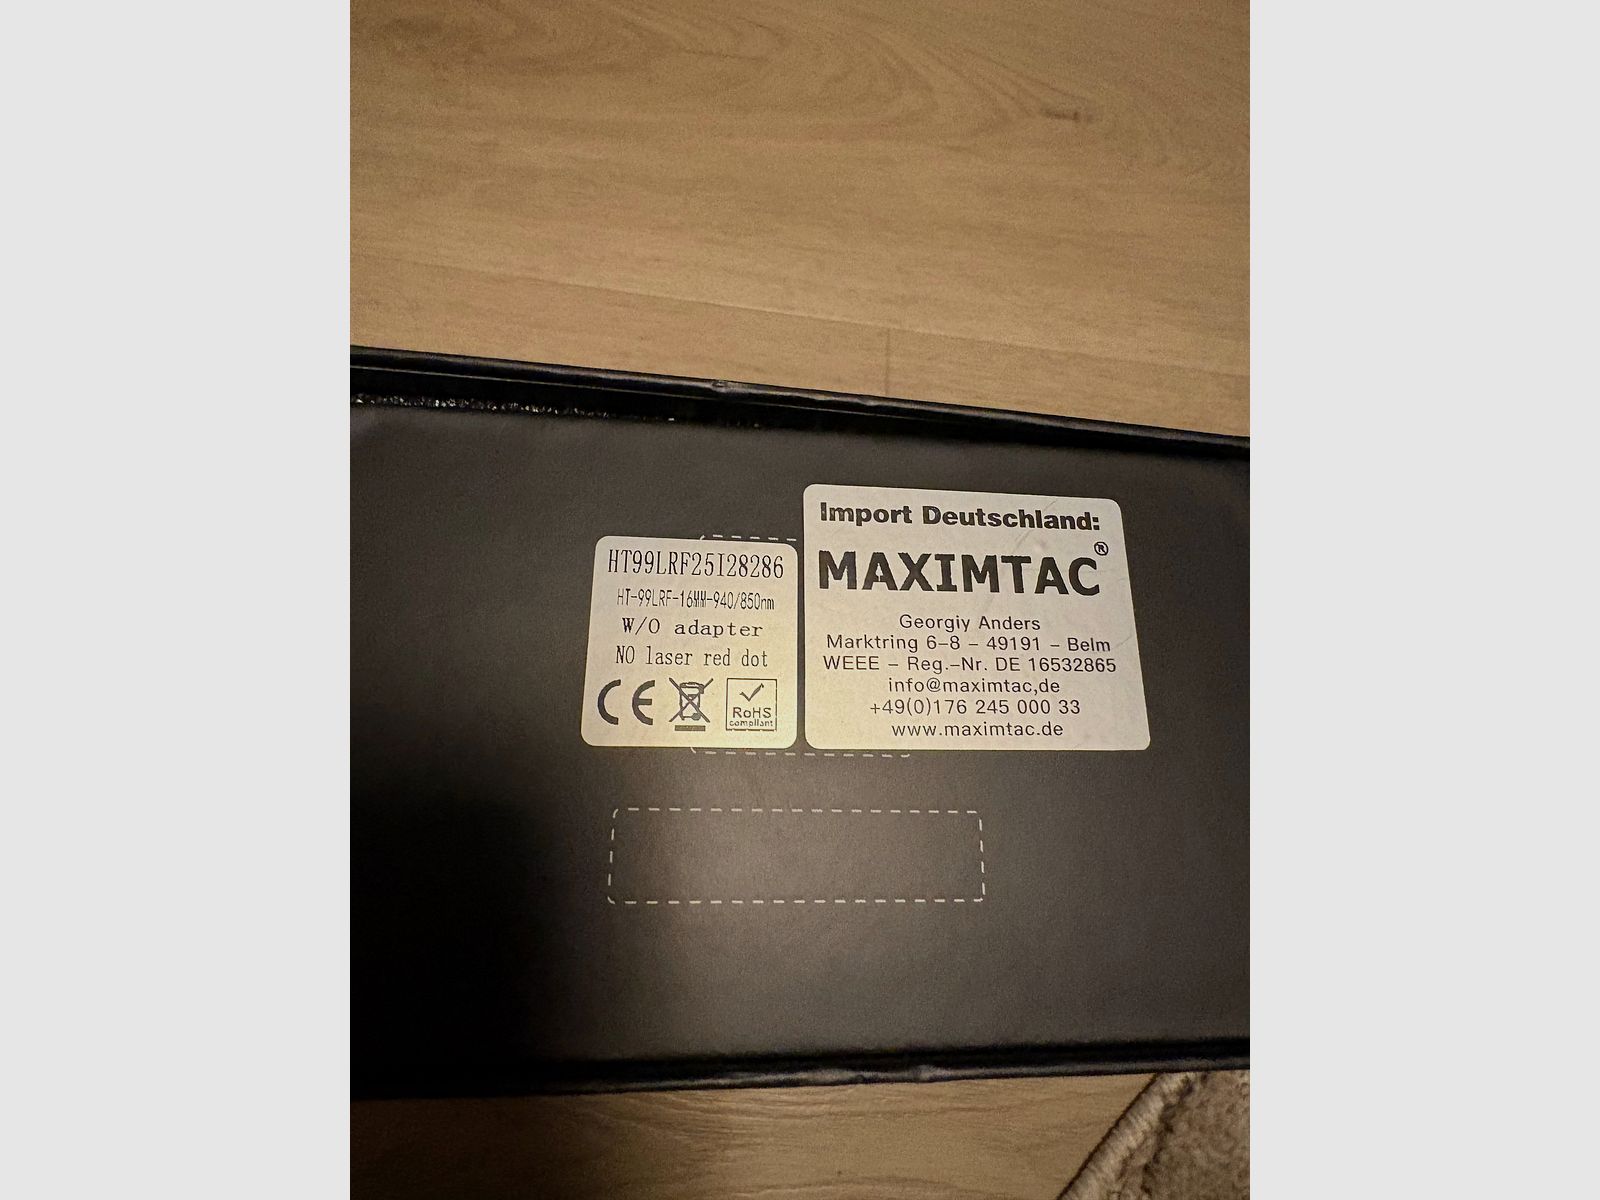 HT99LRF25I28286
HT-99LRF-16MM-940/850nm
W/O adapter
NO laser red dot
CE
RoHS
compliant
Import Deutschland:
MAXIMTAC®
Georgiy Anders
Marktring 6-8 - 49191 - Belm
WEEE - Reg.-Nr. DE 16532865
info@maximtac,de
+49(0)176 245 000 33
www.maximtac.de